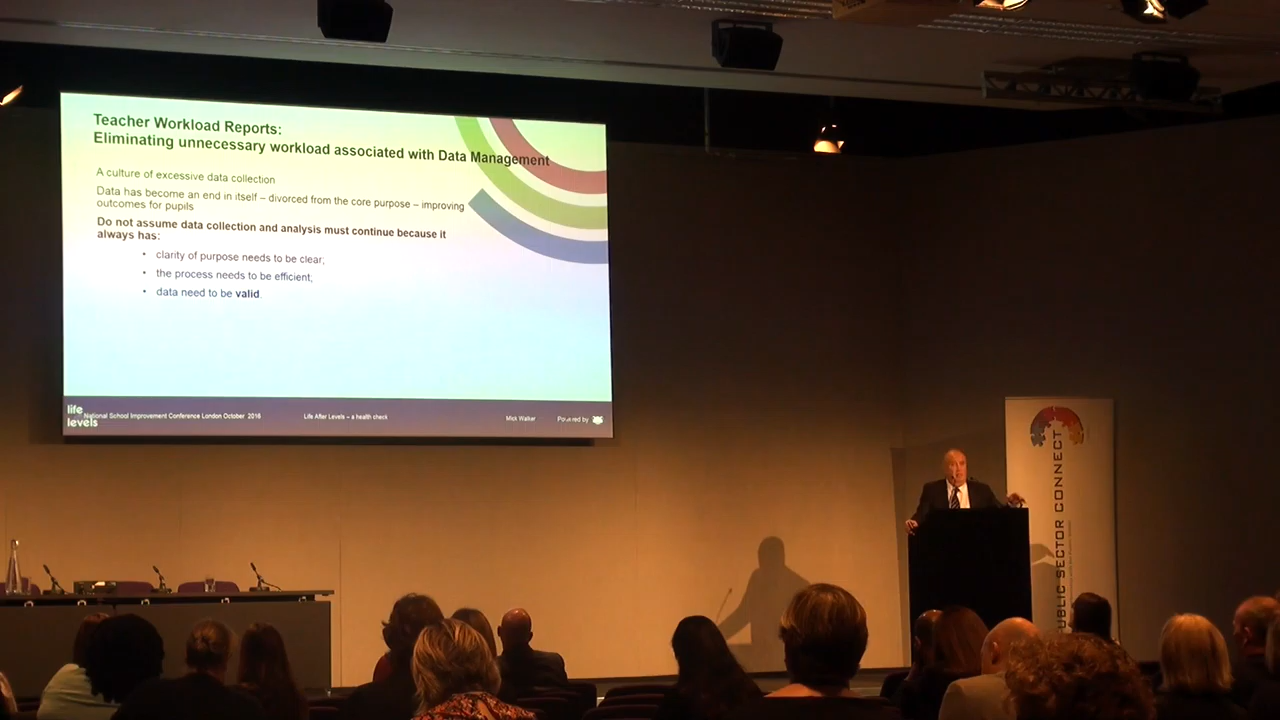 Teacher Workload Reports:
Eliminating unnecessary workload associated with Data Management
A culture of excessive data collection
Data has become an end in itself – divorced from the core purpose – improving
outcomes for pupils
Do not assume data collection and analysis must continue because it
always has:
• clarity of purpose needs to be clear;
• the process needs to be efficient;
• data need to be valid.
life
levels
National School Improvement Conference London October 2016
Life After Levels – a health check
Mick Walker
Powered by
PUBLIC SECTOR CONNECT